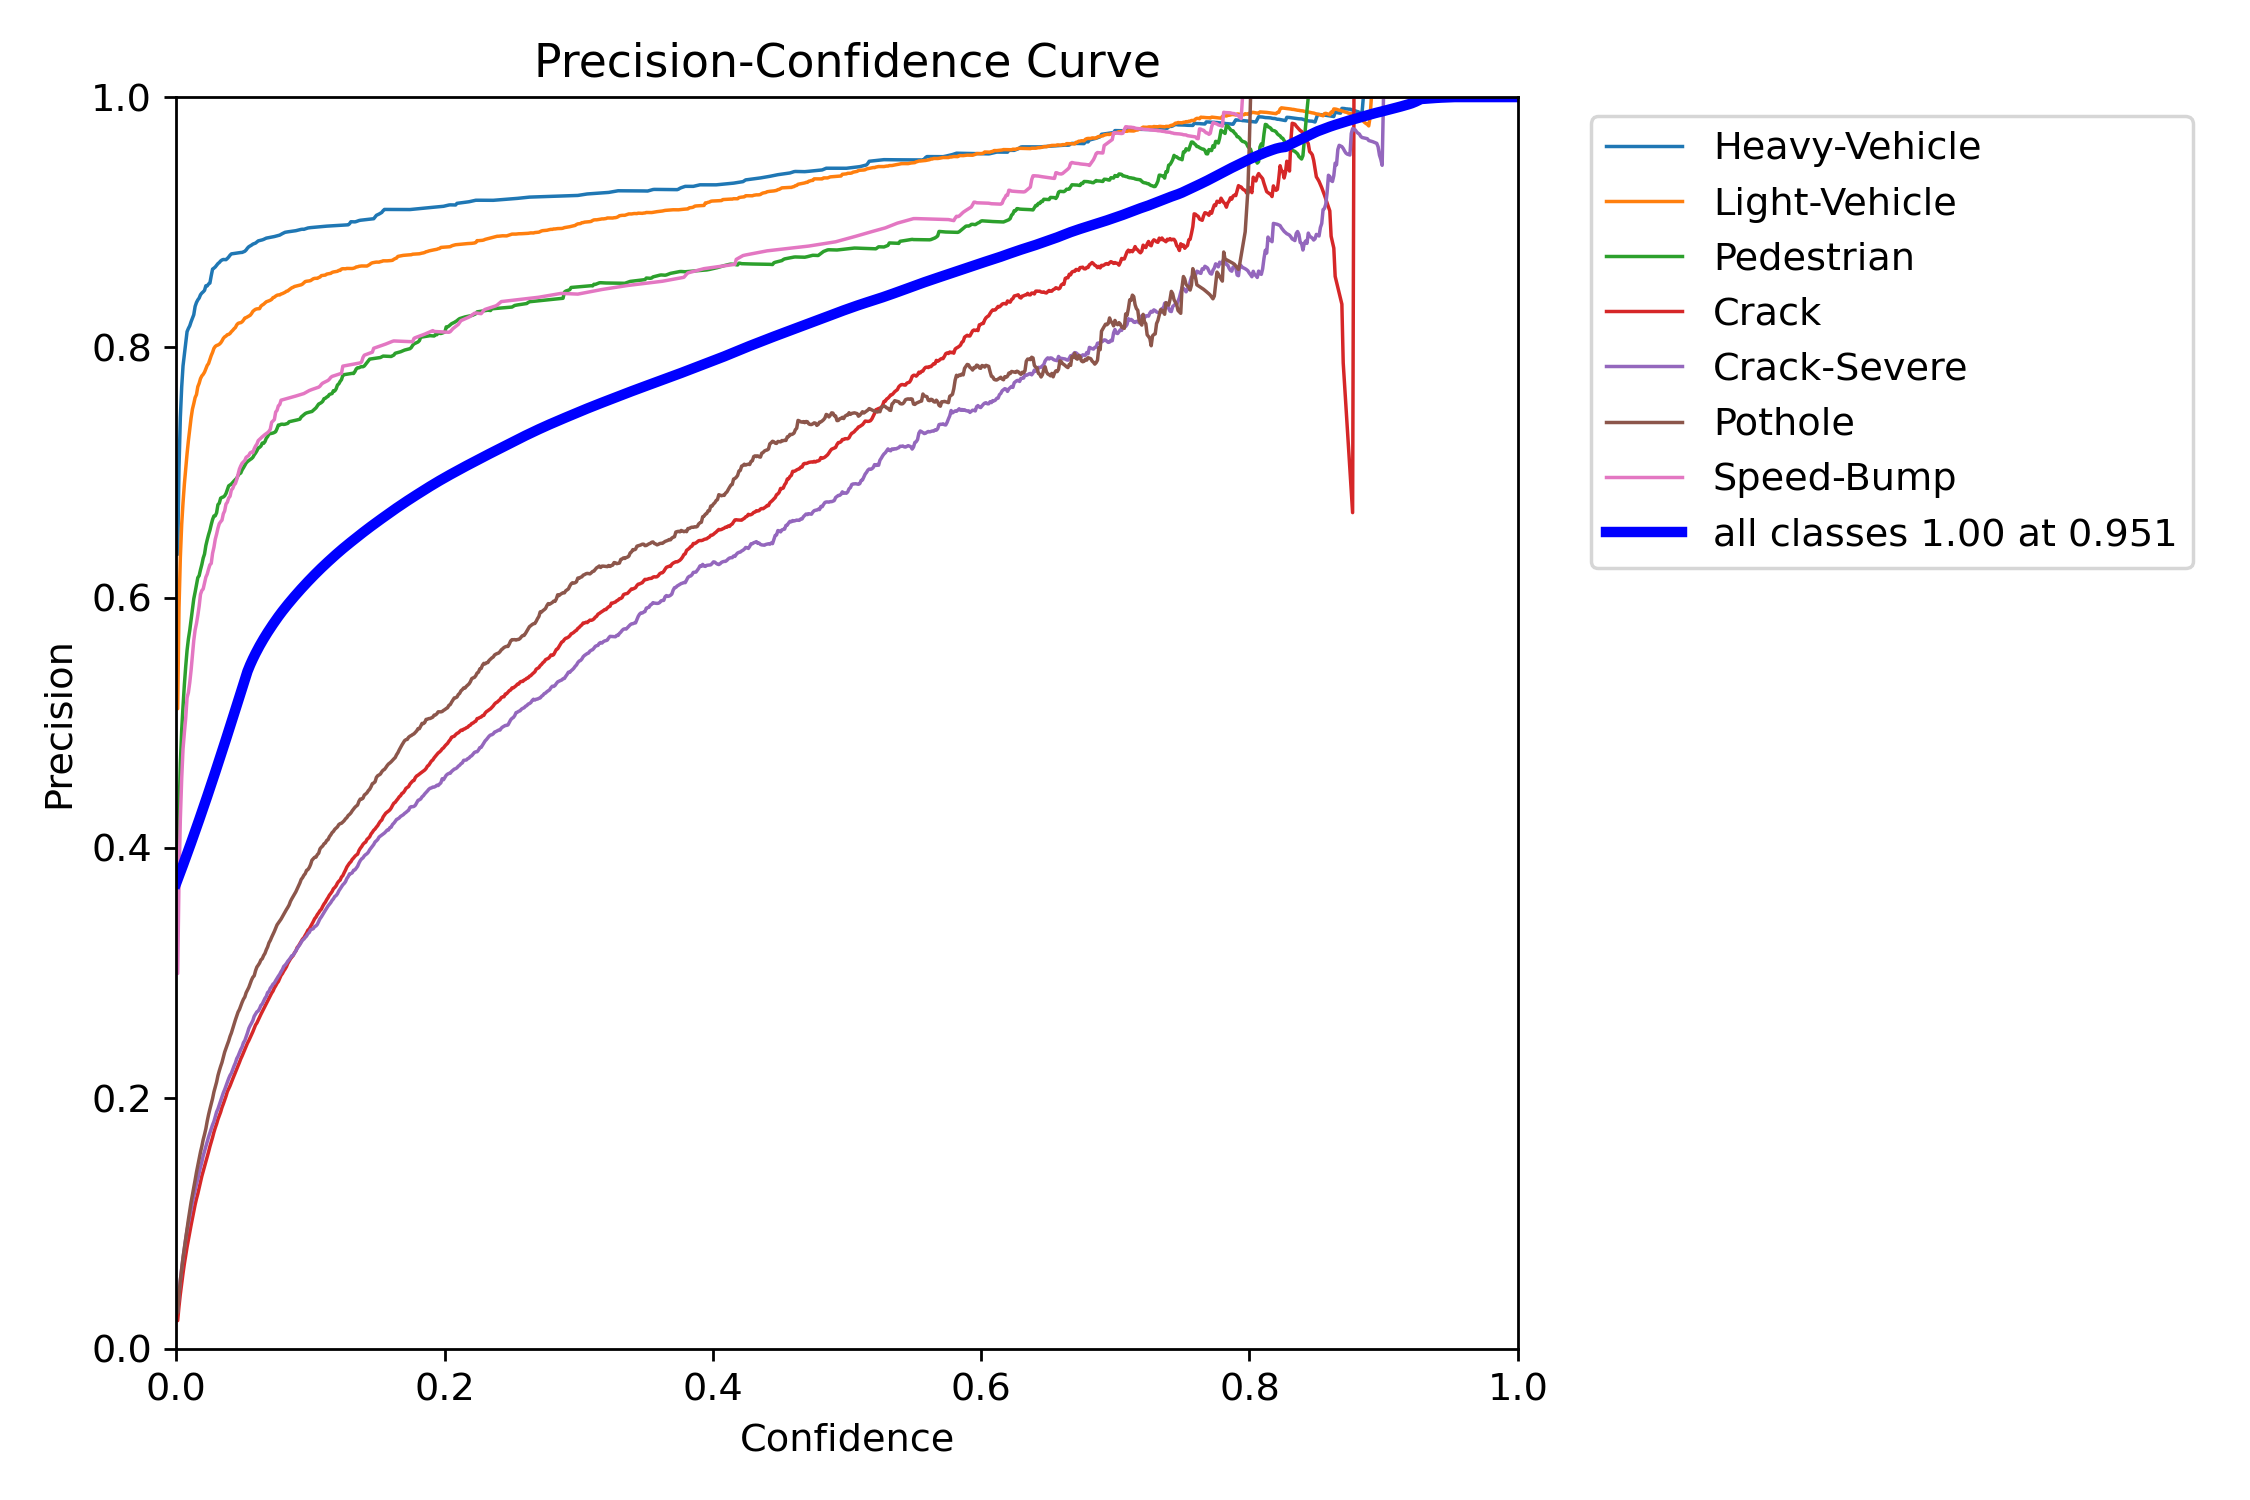 Precision-Confidence Curve
1.0
0.8
0.6
0.4
0.2
0.0
Precision
0.0 0.2 0.4 0.6 0.8 1.0
Confidence
Heavy-Vehicle
Light-Vehicle
Pedestrian
Crack
Crack-Severe
Pothole
Speed-Bump
all classes 1.00 at 0.951